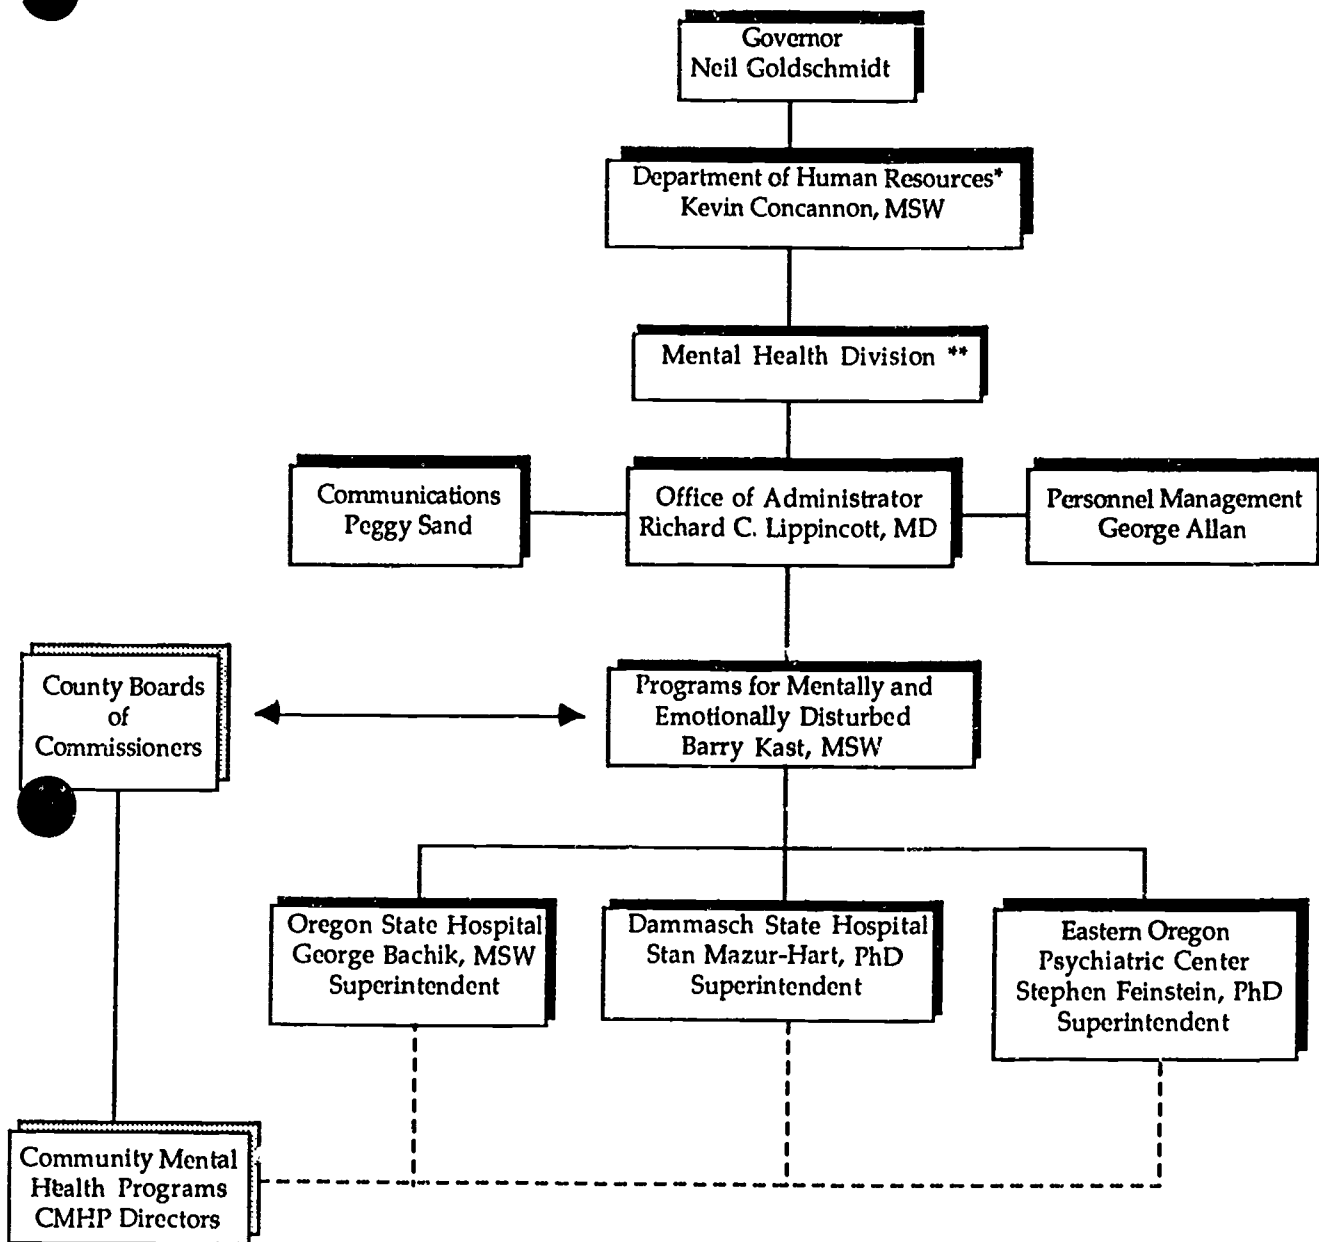 Governor
Neil Goldschmidt
Department of Human Resources*
Kevin Concannon, MSW
Mental Health Division **
Communications
Peggy Sand
Office of Administrator
Richard C. Lippincott, MD
Personnel Management
George Allan
County Boards
of
Commissioners
Programs for Mentally and
Emotionally Disturbed
Barry Kast, MSW
Oregon State Hospital
George Bachik, MSW
Superintendent
Dammasch State Hospital
Stan Mazur-Hart, PhD
Superintendent
Eastern Oregon
Psychiatric Center
Stephen Feinstein, PhD
Superintendent
Community Mental
Health Programs
CMHP Directors